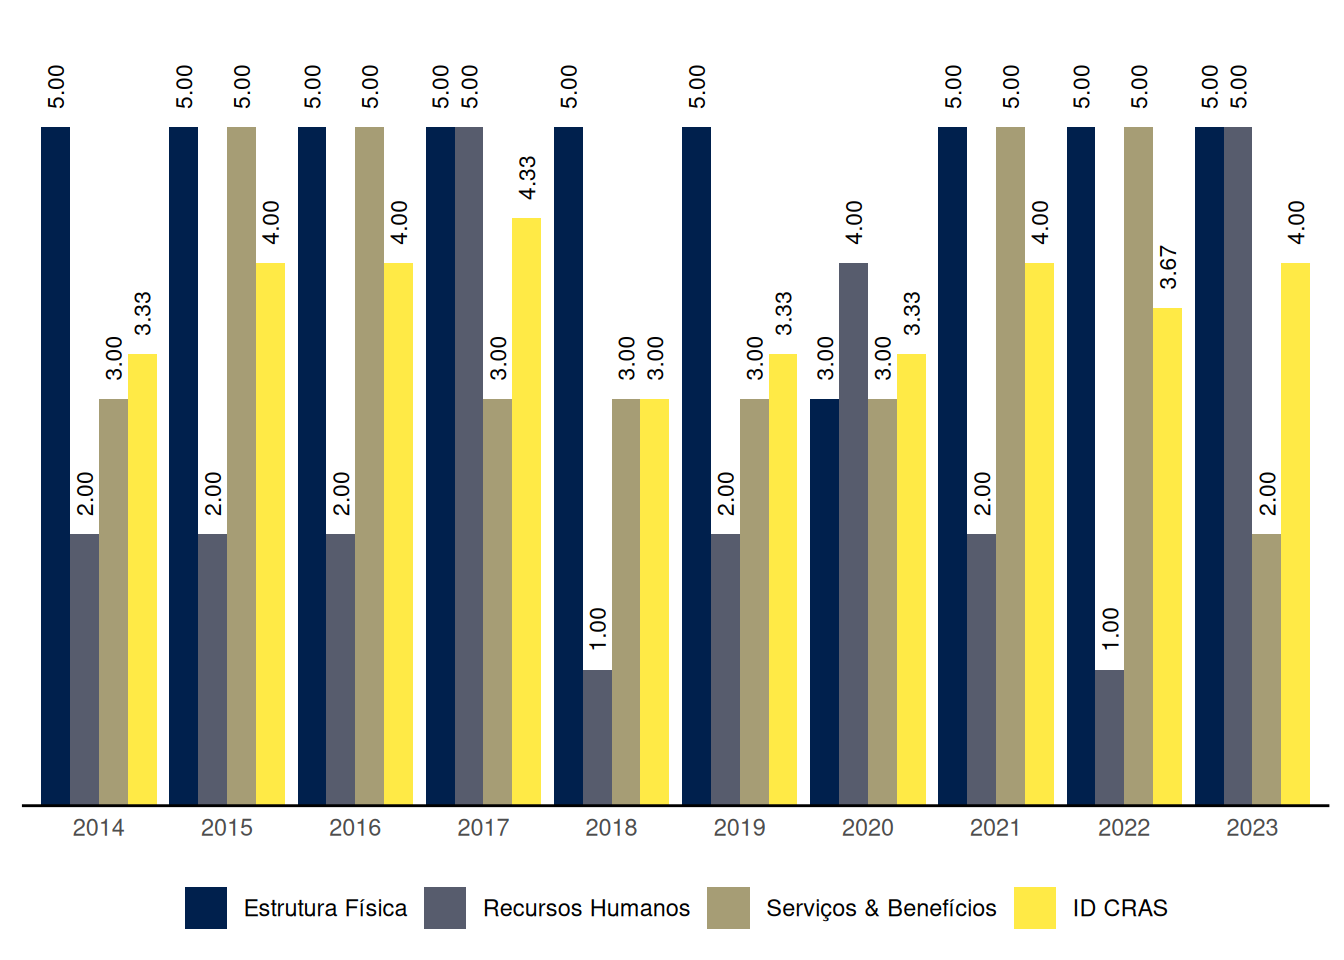 5.00 2.00 3.00 3.33
5.00 2.00 5.00 4.00
5.00 2.00 5.00 4.00
5.00 5.00 3.00 4.33
5.00 1.00 3.00 3.00
5.00 2.00 3.00 3.33
3.00 4.00 3.00 3.33
5.00 2.00 5.00 4.00
5.00 1.00 5.00 3.67
5.00 5.00 2.00 4.00
2014 2015 2016 2017 2018 2019 2020 2021 2022 2023
Estrutura Física Recursos Humanos Serviços & Benefícios ID CRAS